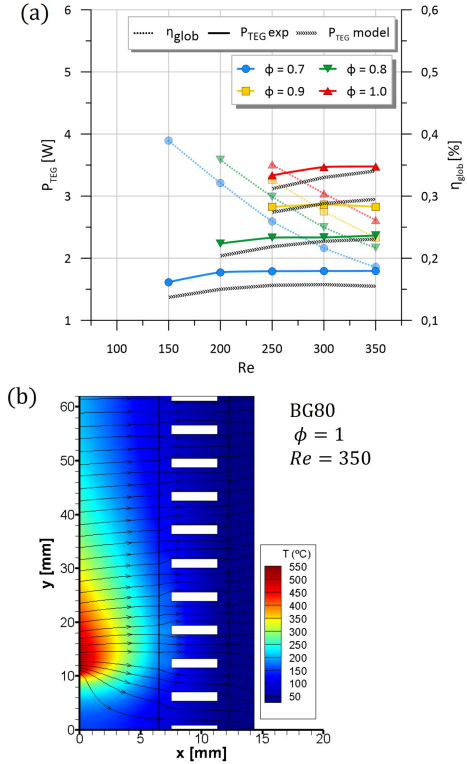 (a)
6
0,6
η_glob
P_TEG exp
P_TEG model
5
0,5
ϕ = 0.7
ϕ = 0.8
ϕ = 0.9
ϕ = 1.0
4
0,4
P_TEG [W]
η_glob [%]
3
0,3
2
0,2
1
0,1
100 150 200 250 300 350
Re
(b)
60
BG80
ϕ = 1
Re = 350
50
40
y [mm]
30
T (ºC)
550
500
450
400
350
300
250
200
150
100
50
20
10
0
0 5 10 15 20
x [mm]